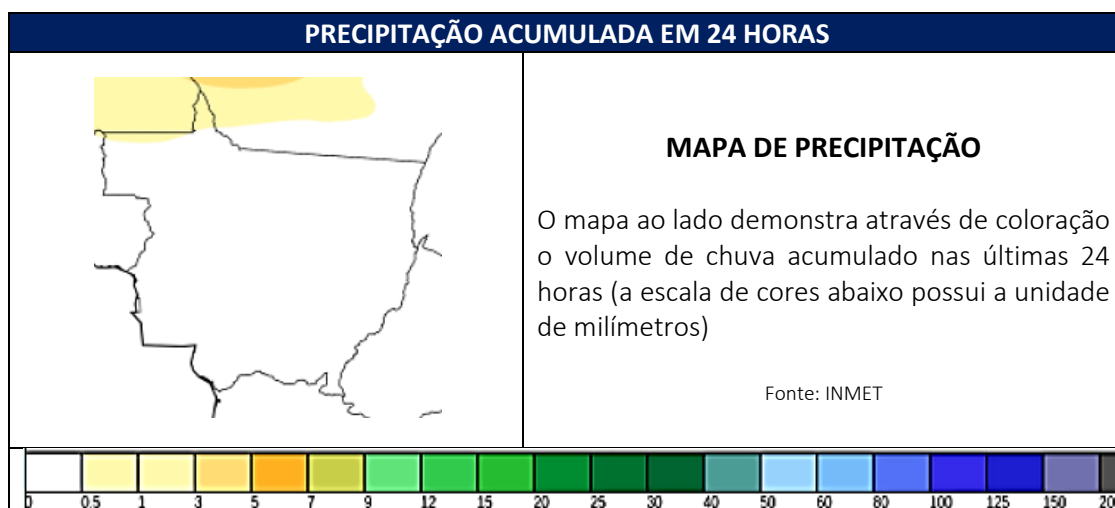 PRECIPITAÇÃO ACUMULADA EM 24 HORAS
MAPA DE PRECIPITAÇÃO
O mapa ao lado demonstra através de coloração
o volume de chuva acumulado nas últimas 24
horas (a escala de cores abaixo possui a unidade
de milímetros)
Fonte: INMET
0 0.5 1 3 5 7 9 12 15 20 25 30 40 50 60 80 100 125 150